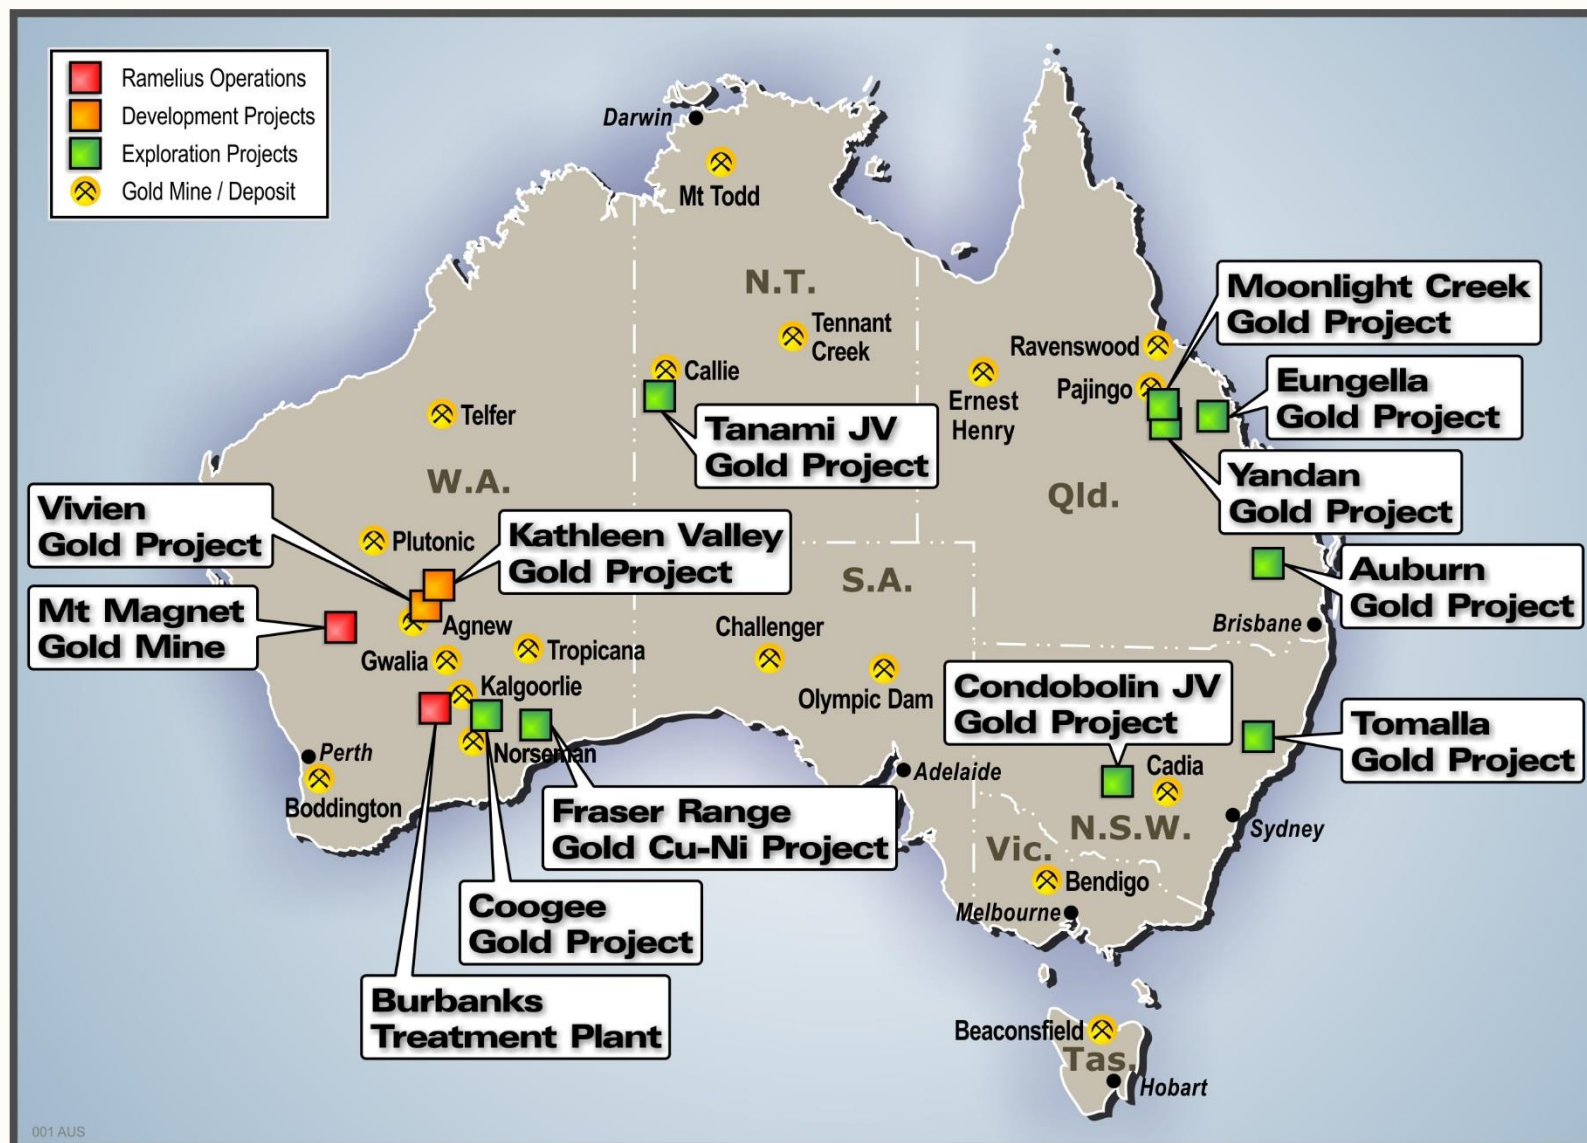 Ramelius Operations
Development Projects
Exploration Projects
Gold Mine / Deposit
Darwin
Mt Todd
N.T.
Tennant
Creek
Callie
Tanami JV
Gold Project
Telfer
W.A.
Ravenswood
Pajingo
Ernest
Henry
Qld.
Moonlight Creek
Gold Project
Eungella
Gold Project
Yandan
Gold Project
Auburn
Gold Project
Brisbane
Vivien
Gold Project
Plutonic
Kathleen Valley
Gold Project
Mt Magnet
Gold Mine
Agnew
Gwalia
Tropicana
Kalgoorlie
Norseman
Perth
Boddington
S.A.
Challenger
Olympic Dam
Adelaide
Condobolin JV
Gold Project
Cadia
Tomalla
Gold Project
N.S.W.
Sydney
Fraser Range
Gold Cu-Ni Project
Coogee
Gold Project
Burbanks
Treatment Plant
Vic.
Bendigo
Melbourne
Beaconsfield
Tas.
Hobart
001 AUS